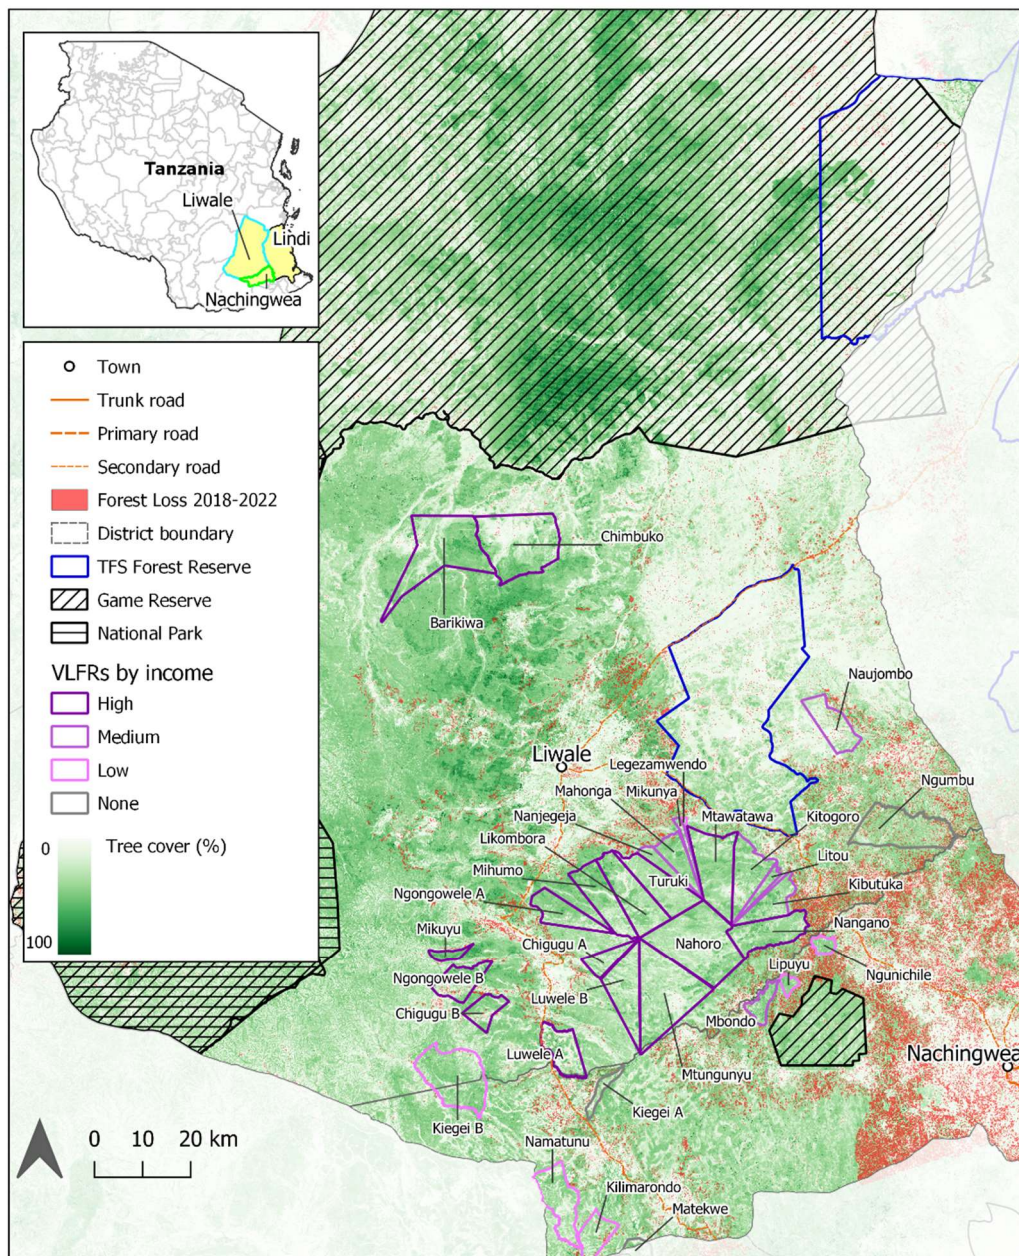 Tanzania
Liwale
Lindi
Nachingwea
Town
Trunk road
Primary road
Secondary road
Forest Loss 2018-2022
District boundary
TFS Forest Reserve
Game Reserve
National Park
VLFRs by income
High
Medium
Low
None
0
Tree cover (%)
100
Chimbuko
Barikiwa
Naujombo
Liwale
Legezamwendo
Ngumbu
Mahonga
Mikunya
Nanjegeja
Mtawatawa
Kitogoro
Likombora
Litou
Mihumo
Turuki
Kibutuka
Ngongowele A
Nangano
Mikuyu
Chigugu A
Nahoro
Ngongowele B
Lipuyu
Ngunichile
Luwele B
Chigugu B
Mbondo
Luwele A
Nachingwea
Mtungunyu
Kiegei A
Kiegei B
0 10 20 km
Namatunu
Kilimarondo
Matekwe